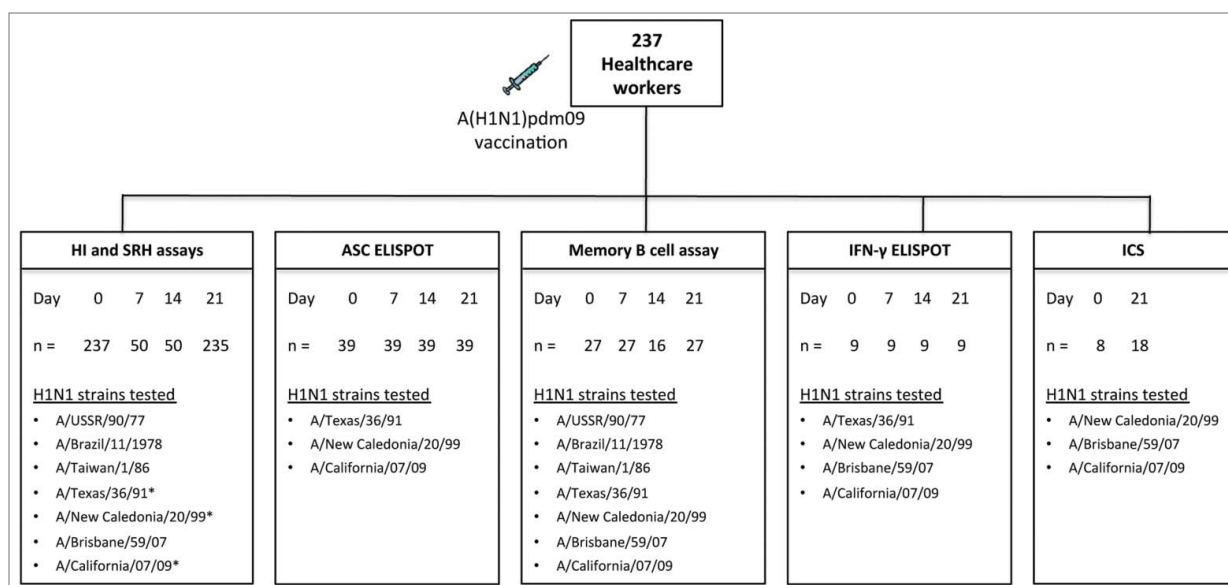 237
Healthcare
workers
A(H1N1)pdm09
vaccination
HI and SRH assays
Day 0 7 14 21
n = 237 50 50 235
H1N1 strains tested
• A/USSR/90/77
• A/Brazil/11/1978
• A/Taiwan/1/86
• A/Texas/36/91*
• A/New Caledonia/20/99*
• A/Brisbane/59/07
• A/California/07/09*
ASC ELISPOT
Day 0 7 14 21
n = 39 39 39 39
H1N1 strains tested
• A/Texas/36/91
• A/New Caledonia/20/99
• A/California/07/09
Memory B cell assay
Day 0 7 14 21
n = 27 27 16 27
H1N1 strains tested
• A/USSR/90/77
• A/Brazil/11/1978
• A/Taiwan/1/86
• A/Texas/36/91
• A/New Caledonia/20/99
• A/Brisbane/59/07
• A/California/07/09
IFN-γ ELISPOT
Day 0 7 14 21
n = 9 9 9 9
H1N1 strains tested
• A/Texas/36/91
• A/New Caledonia/20/99
• A/Brisbane/59/07
• A/California/07/09
ICS
Day 0 21
n = 8 18
H1N1 strains tested
• A/New Caledonia/20/99
• A/Brisbane/59/07
• A/California/07/09